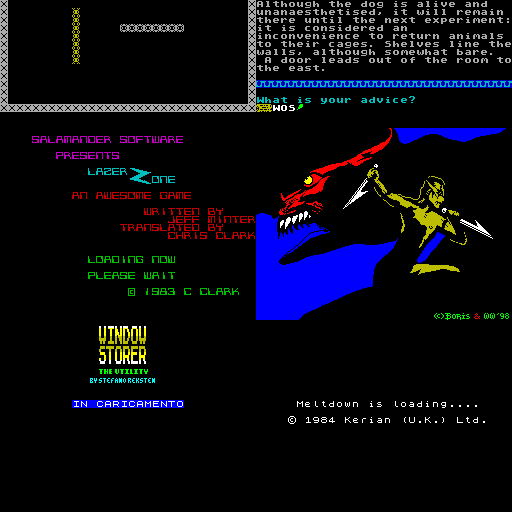 Although the dog is alive and
unanaesthetised, it will remain
there until the next experiment:
it is considered an
inconvenience to return animals
to their cages. Shelves line the
walls, although somewhat bare.
A door leads out of the room to
the east.
What is your advice?
WOS
SALAMANDER SOFTWARE
PRESENTS
LAZER ZONE
AN AWESOME GAME
WRITTEN BY
JEFF MINTER
TRANSLATED BY
CHRIS CLARK
LOADING NOW
PLEASE WAIT
© 1983 C CLARK
(C)Boris & OO'98
WINDOW
STORER
THE UTILITY
BY STEFANO REKSTEN
IN CARICAMENTO
Meltdown is loading....
© 1984 Kerian (U.K.) Ltd.